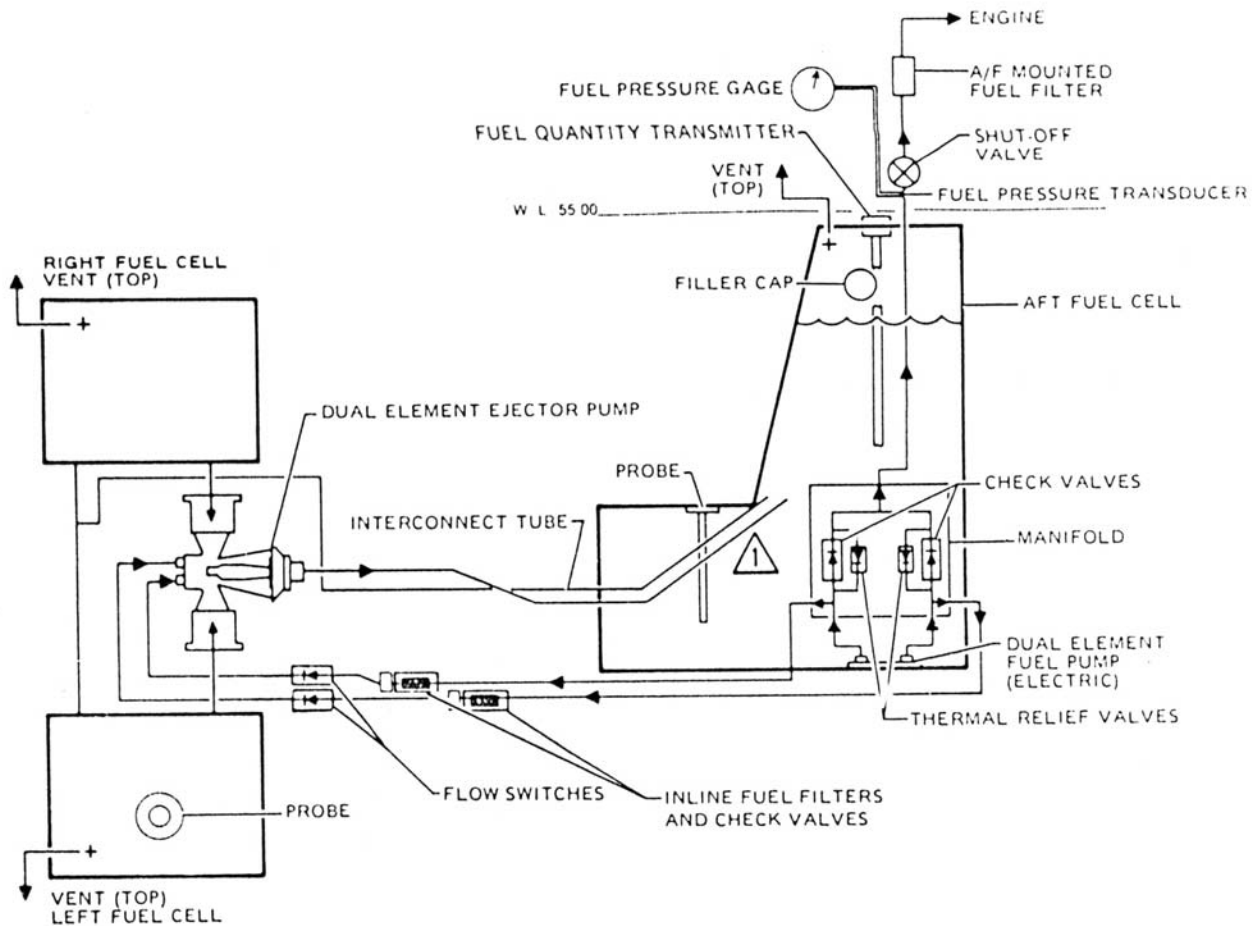 ENGINE
A/F MOUNTED
FUEL FILTER
FUEL PRESSURE GAGE
FUEL QUANTITY TRANSMITTER
SHUT-OFF
VALVE
VENT
(TOP)
FUEL PRESSURE TRANSDUCER
W L 55 00
RIGHT FUEL CELL
VENT (TOP)
FILLER CAP
AFT FUEL CELL
DUAL ELEMENT EJECTOR PUMP
PROBE
CHECK VALVES
INTERCONNECT TUBE
MANIFOLD
1
DUAL ELEMENT
FUEL PUMP
(ELECTRIC)
THERMAL RELIEF VALVES
FLOW SWITCHES
INLINE FUEL FILTERS
AND CHECK VALVES
PROBE
VENT (TOP)
LEFT FUEL CELL